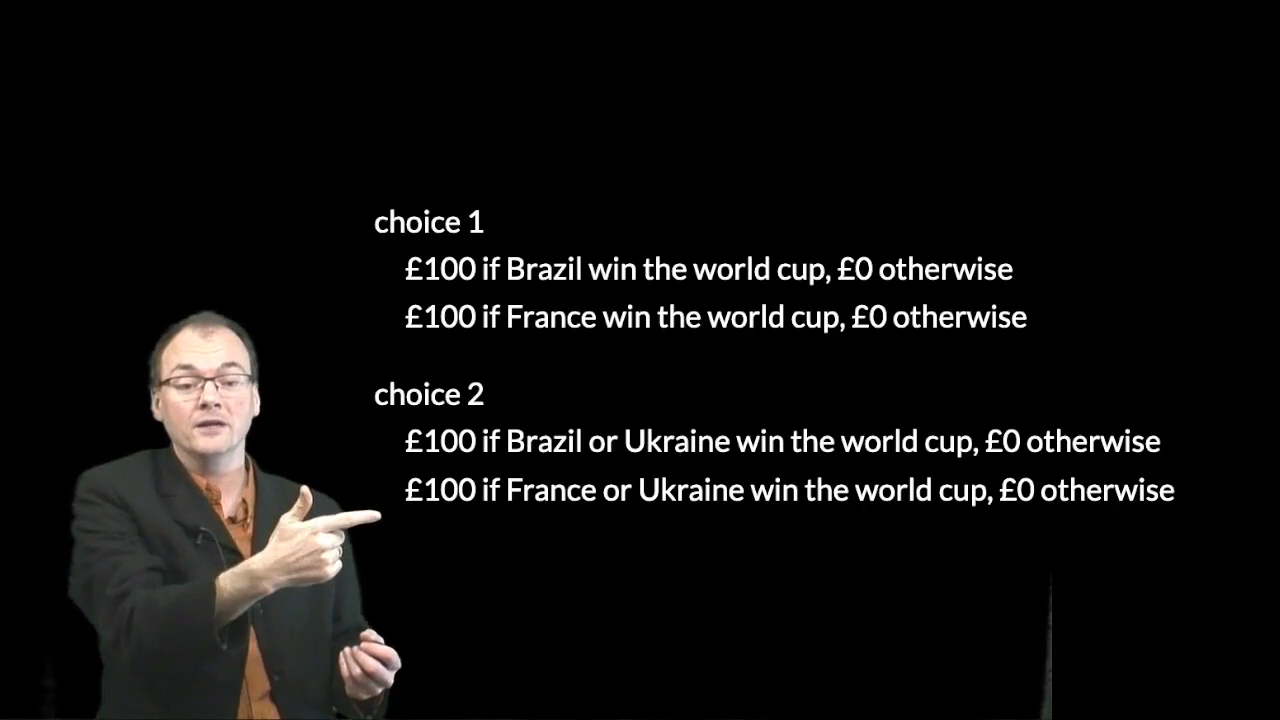 choice 1
£100 if Brazil win the world cup, £0 otherwise
£100 if France win the world cup, £0 otherwise
choice 2
£100 if Brazil or Ukraine win the world cup, £0 otherwise
£100 if France or Ukraine win the world cup, £0 otherwise